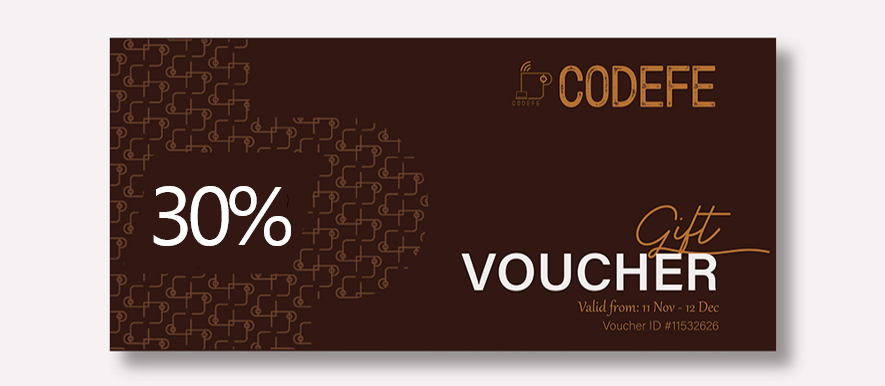 CODEFE
CODEFE
30%
Gift
VOUCHER
Valid from: 11 Nov - 12 Dec
Voucher ID #11532626